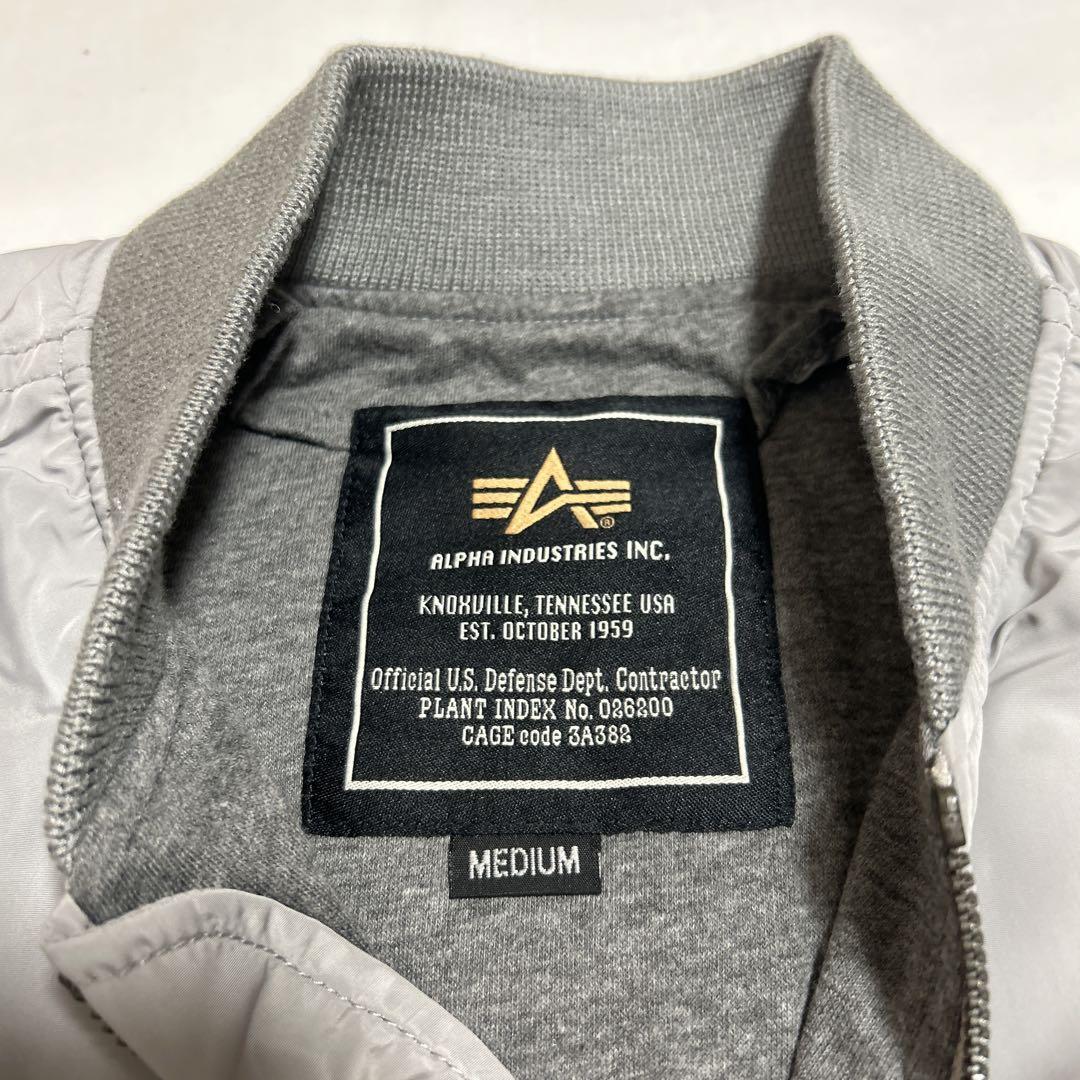 ALPHA INDUSTRIES INC.
KNOXVILLE, TENNESSEE USA
EST. OCTOBER 1959
Official U.S. Defense Dept. Contractor
PLANT INDEX No. 026200
CAGE code 3A382
MEDIUM